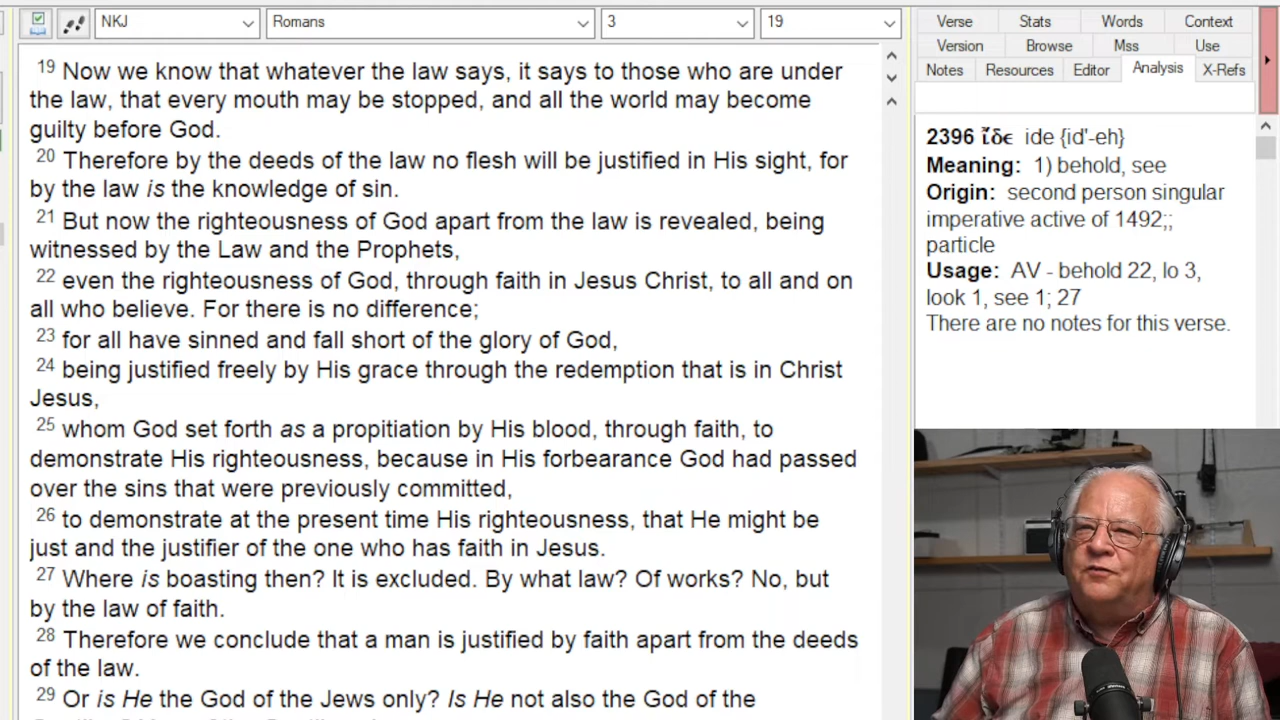 NKJ Romans 3 19
19 Now we know that whatever the law says, it says to those who are under
the law, that every mouth may be stopped, and all the world may become
guilty before God.
20 Therefore by the deeds of the law no flesh will be justified in His sight, for
by the law is the knowledge of sin.
21 But now the righteousness of God apart from the law is revealed, being
witnessed by the Law and the Prophets,
22 even the righteousness of God, through faith in Jesus Christ, to all and on
all who believe. For there is no difference;
23 for all have sinned and fall short of the glory of God,
24 being justified freely by His grace through the redemption that is in Christ
Jesus,
25 whom God set forth as a propitiation by His blood, through faith, to
demonstrate His righteousness, because in His forbearance God had passed
over the sins that were previously committed,
26 to demonstrate at the present time His righteousness, that He might be
just and the justifier of the one who has faith in Jesus.
27 Where is boasting then? It is excluded. By what law? Of works? No, but
by the law of faith.
28 Therefore we conclude that a man is justified by faith apart from the deeds
of the law.
29 Or is He the God of the Jews only? Is He not also the God of the
Verse Stats Words Context
Version Browse Mss Use
Notes Resources Editor Analysis X-Refs
2396 ἴδε ide {id'-eh}
Meaning: 1) behold, see
Origin: second person singular
imperative active of 1492;;
particle
Usage: AV - behold 22, lo 3,
look 1, see 1; 27
There are no notes for this verse.